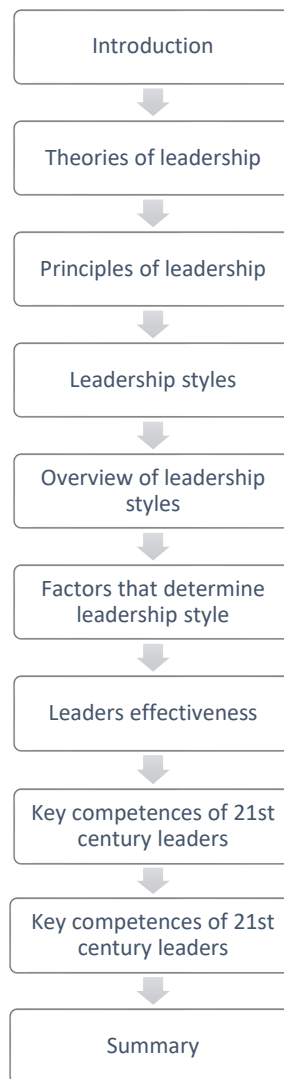 Introduction
Theories of leadership
Principles of leadership
Leadership styles
Overview of leadership
styles
Factors that determine
leadership style
Leaders effectiveness
Key competences of 21st
century leaders
Key competences of 21st
century leaders
Summary